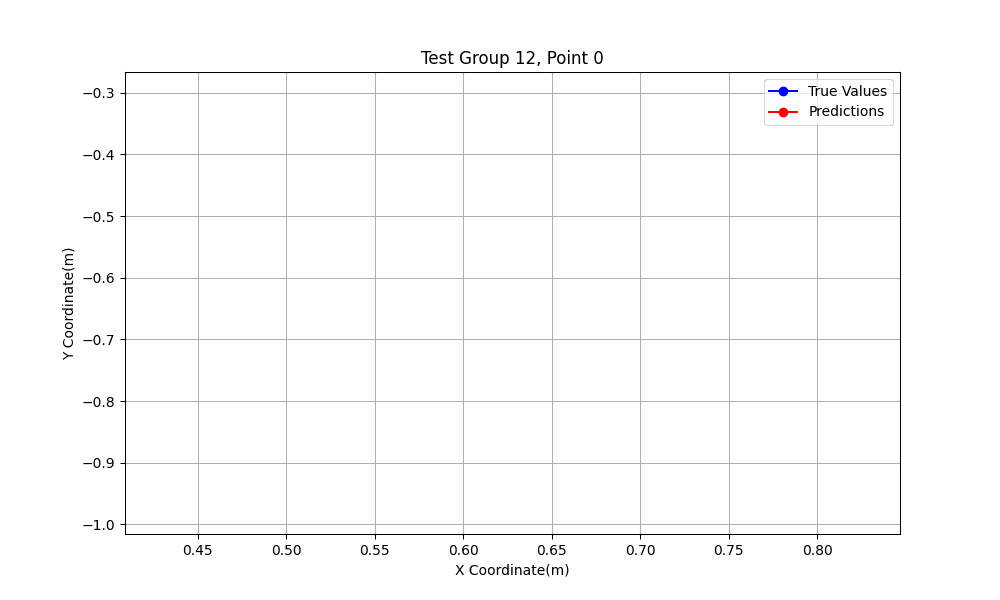 Test Group 12, Point 0
True Values
Predictions
−0.3
−0.4
−0.5
−0.6
−0.7
−0.8
−0.9
−1.0
Y Coordinate(m)
0.45 0.50 0.55 0.60 0.65 0.70 0.75 0.80
X Coordinate(m)